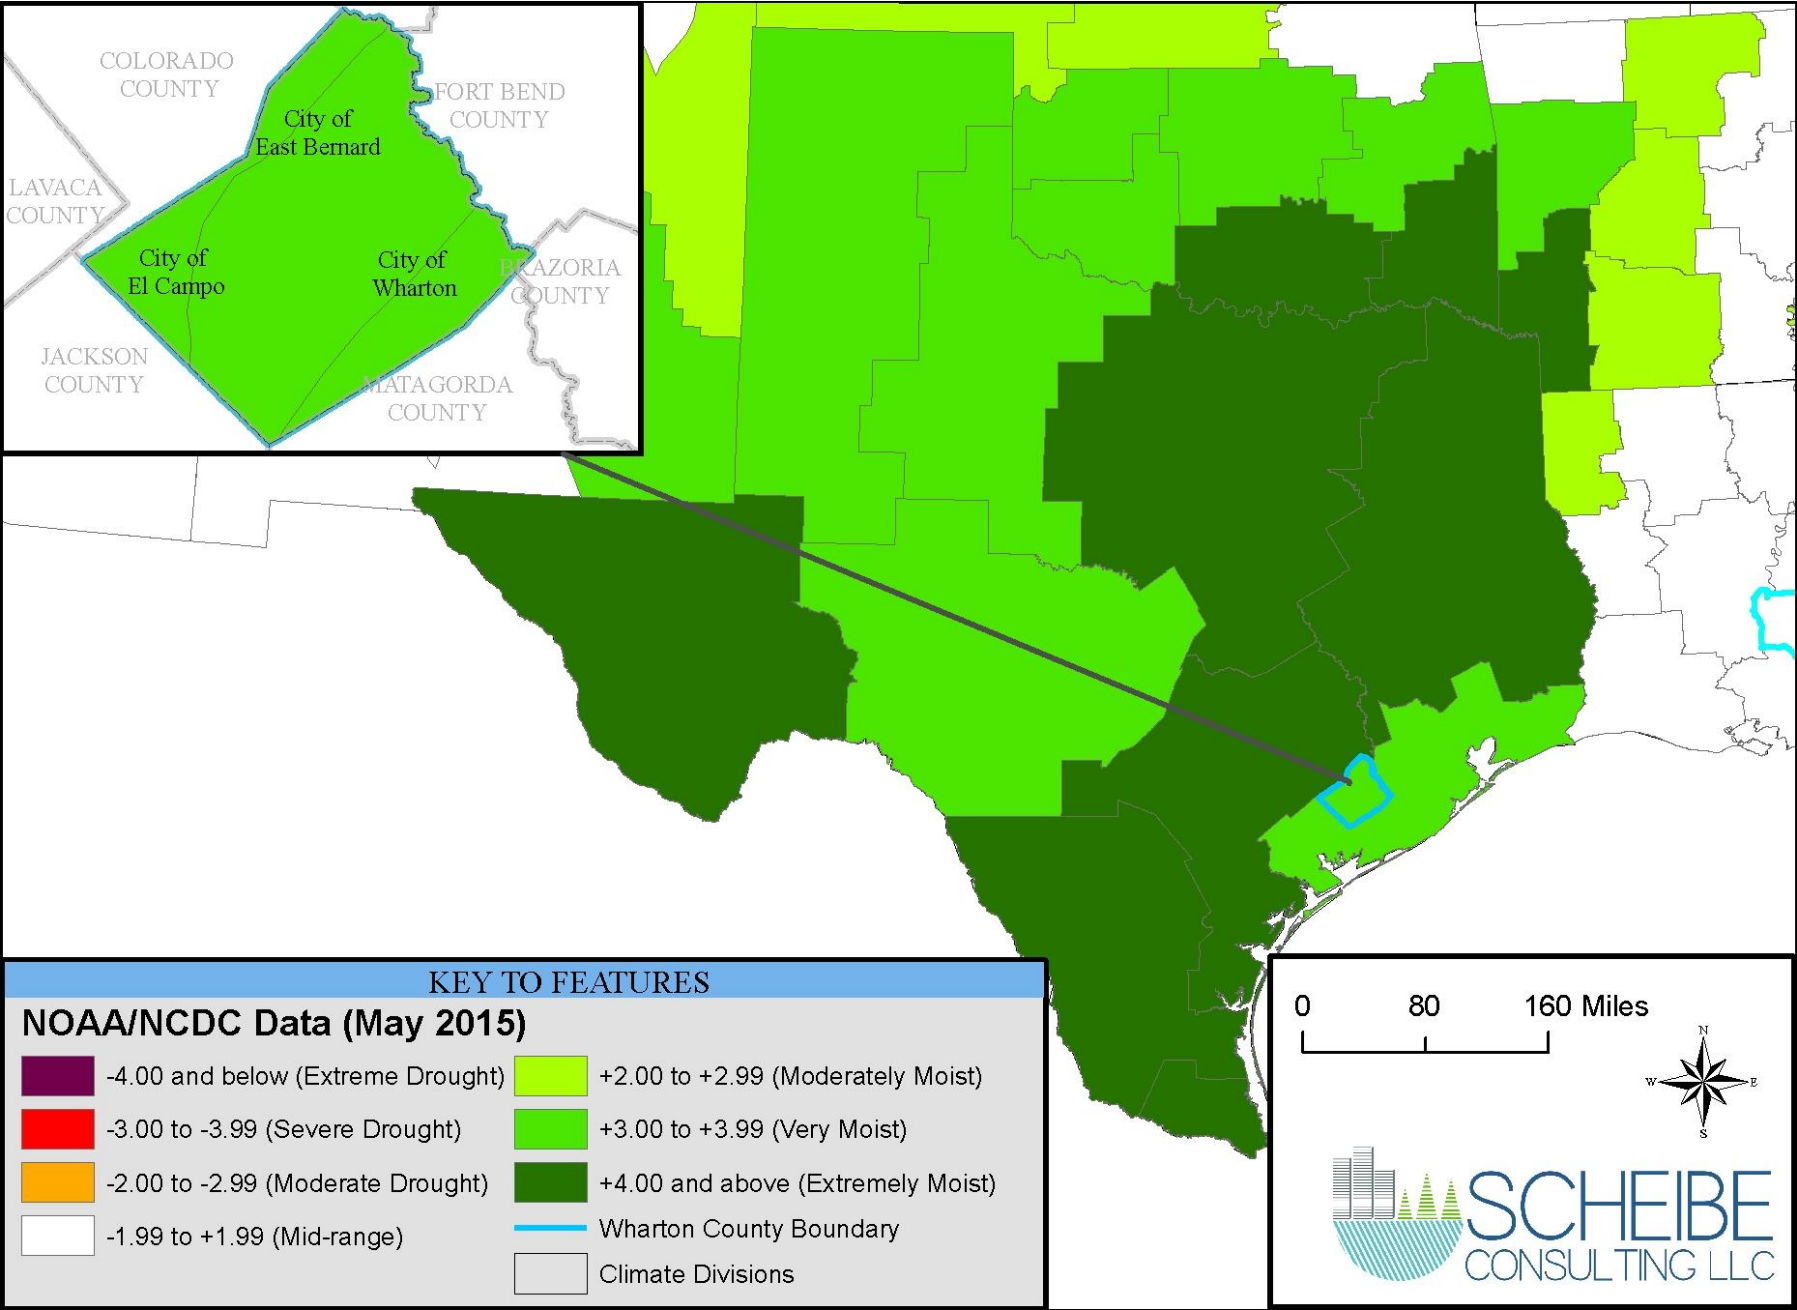 COLORADO
COUNTY
FORT BEND
COUNTY
City of
East Bernard
LAVACA
COUNTY
City of
El Campo
City of
Wharton
BRAZORIA
COUNTY
JACKSON
COUNTY
MATAGORDA
COUNTY
KEY TO FEATURES
NOAA/NCDC Data (May 2015)
-4.00 and below (Extreme Drought)
-3.00 to -3.99 (Severe Drought)
-2.00 to -2.99 (Moderate Drought)
-1.99 to +1.99 (Mid-range)
+2.00 to +2.99 (Moderately Moist)
+3.00 to +3.99 (Very Moist)
+4.00 and above (Extremely Moist)
Wharton County Boundary
Climate Divisions
0 80 160 Miles
N
W E
S
SCHEIBE
CONSULTING LLC